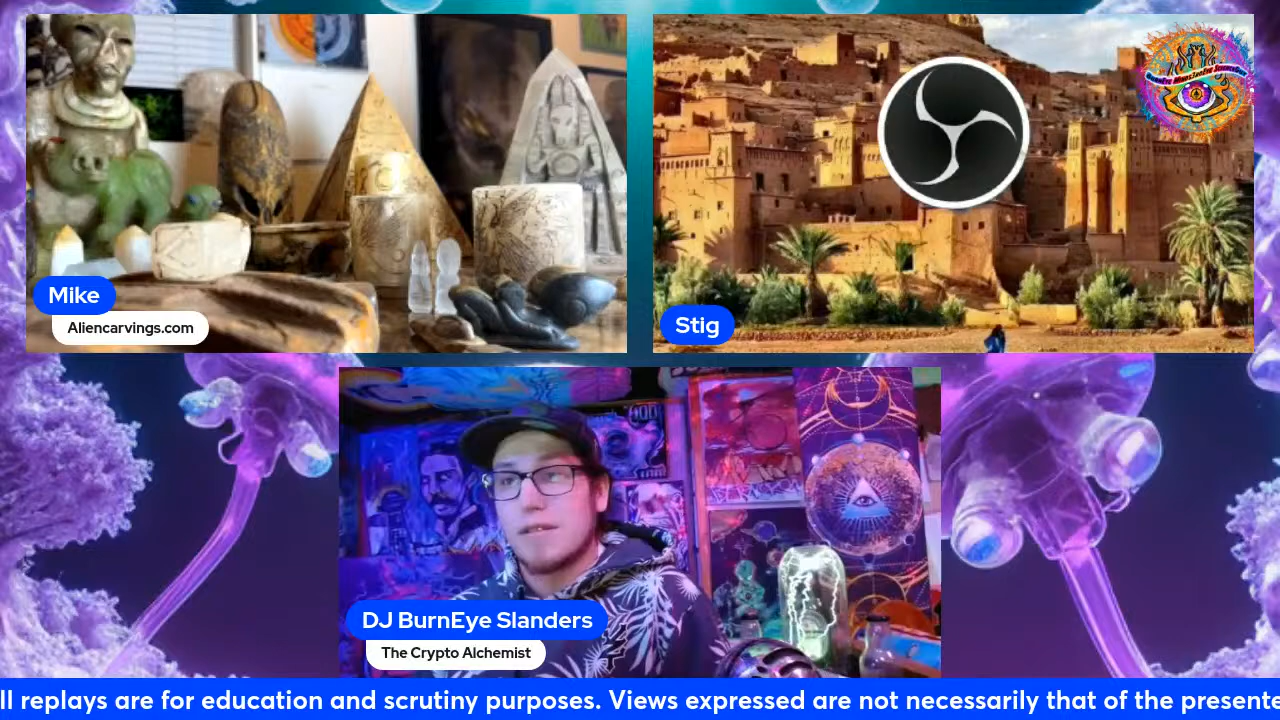 Mike
Aliencarvings.com
Stig
DJ BurnEye Slanders
The Crypto Alchemist
ll replays are for education and scrutiny purposes. Views expressed are not necessarily that of the presente